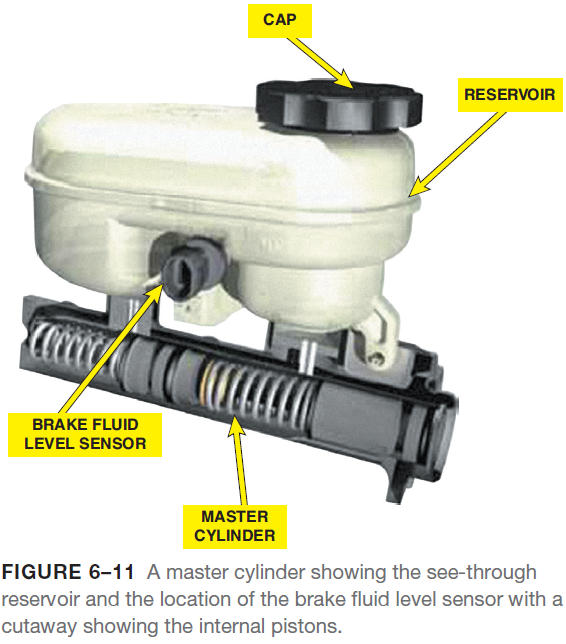 CAP
RESERVOIR
BRAKE FLUID
LEVEL SENSOR
MASTER
CYLINDER
FIGURE 6–11 A master cylinder showing the see-through
reservoir and the location of the brake fluid level sensor with a
cutaway showing the internal pistons.